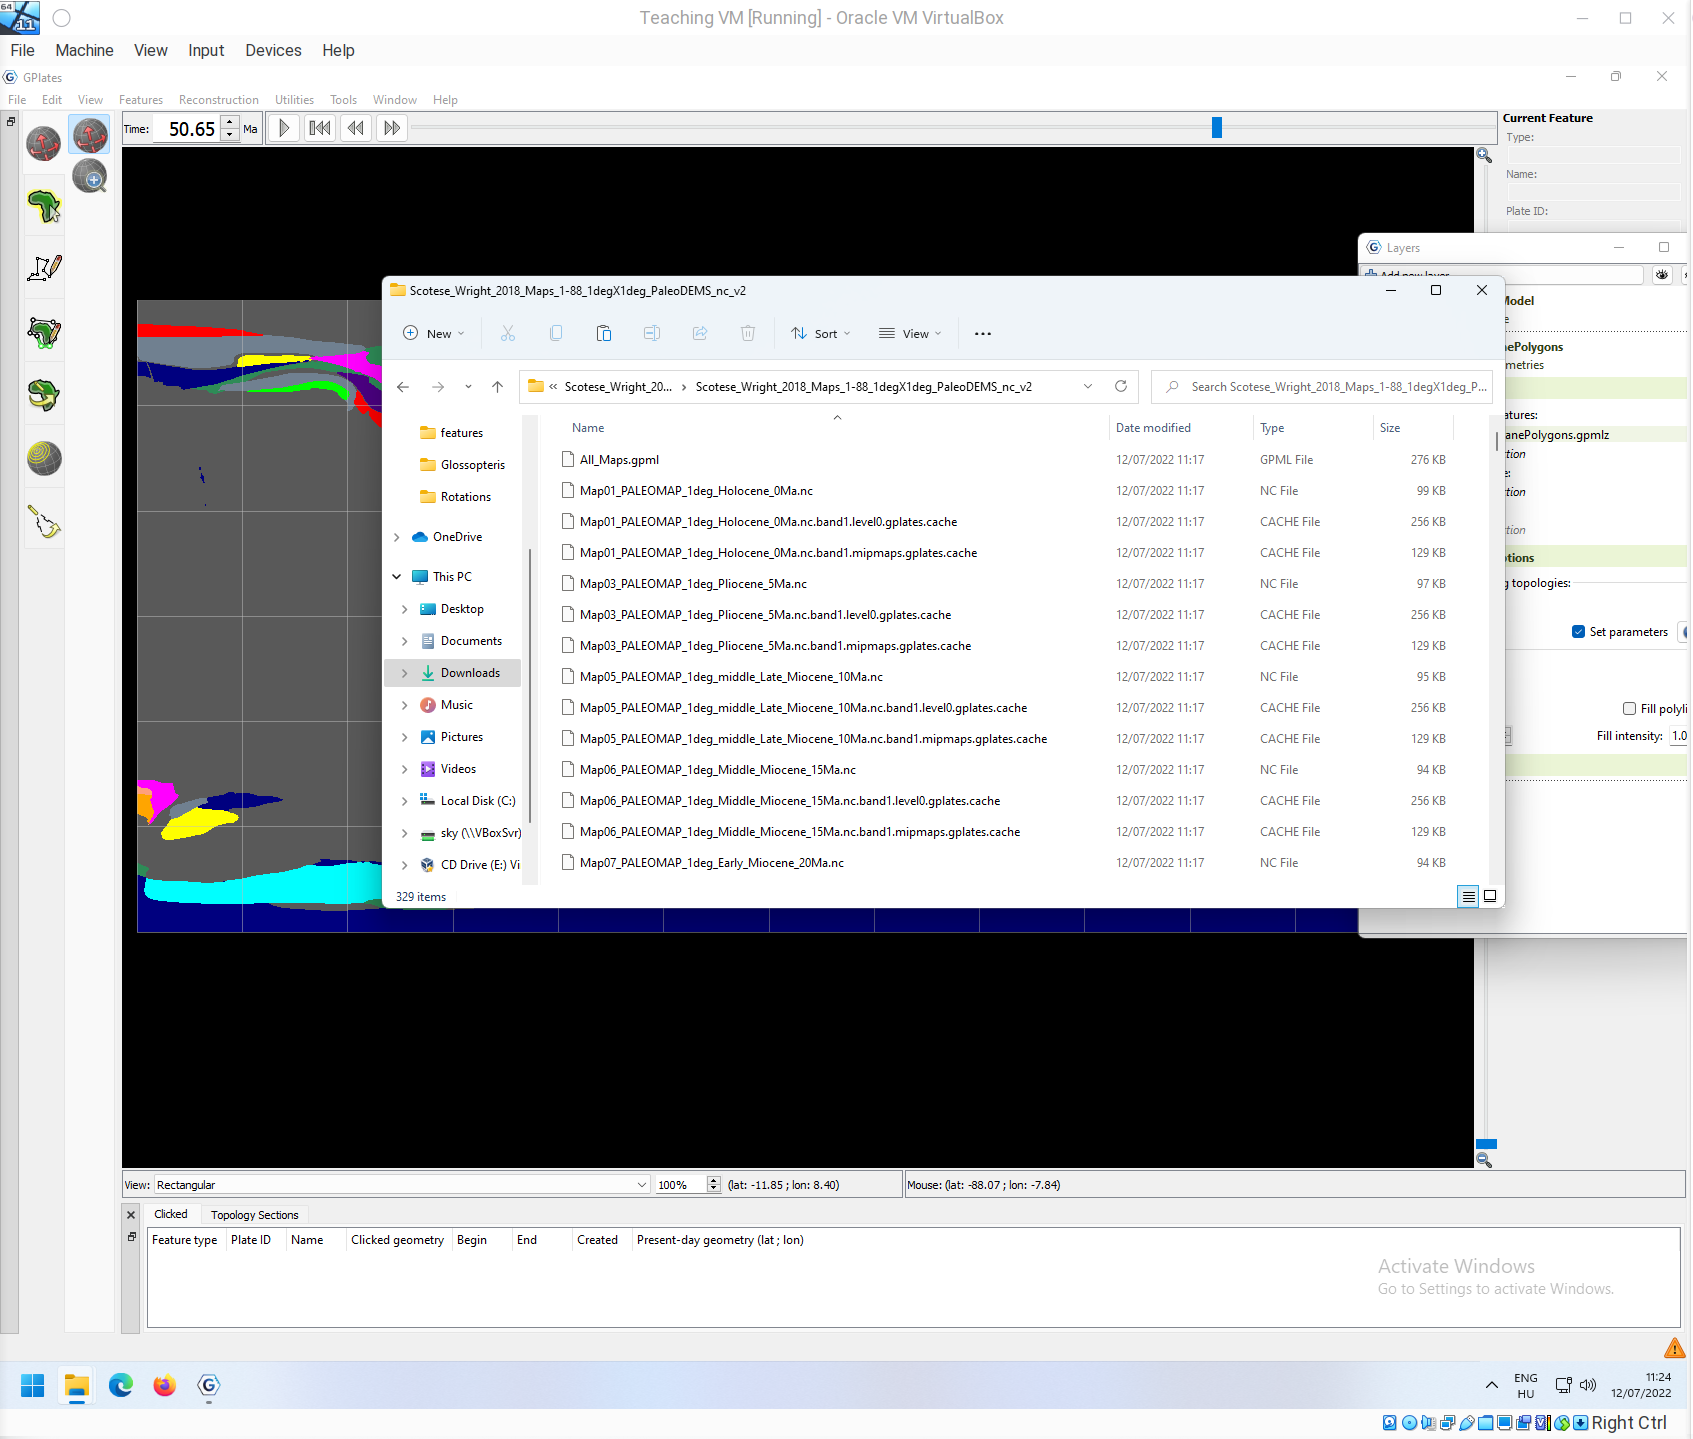 64
11
Teaching VM [Running] - Oracle VM VirtualBox
File Machine View Input Devices Help
GPlates
File Edit View Features Reconstruction Utilities Tools Window Help
Time: 50.65 Ma
Current Feature
Type:
Name:
Plate ID:
Layers
Add new layer
Model
anePolygons
metries
atures:
anePolygons.gpmlz
tion
ction
ction
otions
g topologies:
Set parameters
Fill polyli
Fill intensity: 1.0
Scotese_Wright_2018_Maps_1-88_1degX1deg_PaleoDEMS_nc_v2
New Sort View
« Scotese_Wright_20... › Scotese_Wright_2018_Maps_1-88_1degX1deg_PaleoDEMS_nc_v2
Search Scotese_Wright_2018_Maps_1-88_1degX1deg_P...
features
Glossopteris
Rotations
OneDrive
This PC
Desktop
Documents
Downloads
Music
Pictures
Videos
Local Disk (C:)
sky (\\VBoxSvr)
CD Drive (E:) Vi
Name Date modified Type Size
All_Maps.gpml 12/07/2022 11:17 GPML File 276 KB
Map01_PALEOMAP_1deg_Holocene_0Ma.nc 12/07/2022 11:17 NC File 99 KB
Map01_PALEOMAP_1deg_Holocene_0Ma.nc.band1.level0.gplates.cache 12/07/2022 11:17 CACHE File 256 KB
Map01_PALEOMAP_1deg_Holocene_0Ma.nc.band1.mipmaps.gplates.cache 12/07/2022 11:17 CACHE File 129 KB
Map03_PALEOMAP_1deg_Pliocene_5Ma.nc 12/07/2022 11:17 NC File 97 KB
Map03_PALEOMAP_1deg_Pliocene_5Ma.nc.band1.level0.gplates.cache 12/07/2022 11:17 CACHE File 256 KB
Map03_PALEOMAP_1deg_Pliocene_5Ma.nc.band1.mipmaps.gplates.cache 12/07/2022 11:17 CACHE File 129 KB
Map05_PALEOMAP_1deg_middle_Late_Miocene_10Ma.nc 12/07/2022 11:17 NC File 95 KB
Map05_PALEOMAP_1deg_middle_Late_Miocene_10Ma.nc.band1.level0.gplates.cache 12/07/2022 11:17 CACHE File 256 KB
Map05_PALEOMAP_1deg_middle_Late_Miocene_10Ma.nc.band1.mipmaps.gplates.cache 12/07/2022 11:17 CACHE File 129 KB
Map06_PALEOMAP_1deg_Middle_Miocene_15Ma.nc 12/07/2022 11:17 NC File 94 KB
Map06_PALEOMAP_1deg_Middle_Miocene_15Ma.nc.band1.level0.gplates.cache 12/07/2022 11:17 CACHE File 256 KB
Map06_PALEOMAP_1deg_Middle_Miocene_15Ma.nc.band1.mipmaps.gplates.cache 12/07/2022 11:17 CACHE File 129 KB
Map07_PALEOMAP_1deg_Early_Miocene_20Ma.nc 12/07/2022 11:17 NC File 94 KB
329 items
View: Rectangular 100% (lat: -11.85 ; lon: 8.40) Mouse: (lat: -88.07 ; lon: -7.84)
Clicked Topology Sections
Feature type Plate ID Name Clicked geometry Begin End Created Present-day geometry (lat ; lon)
Activate Windows
Go to Settings to activate Windows.
ENG
HU
11:24
12/07/2022
Right Ctrl